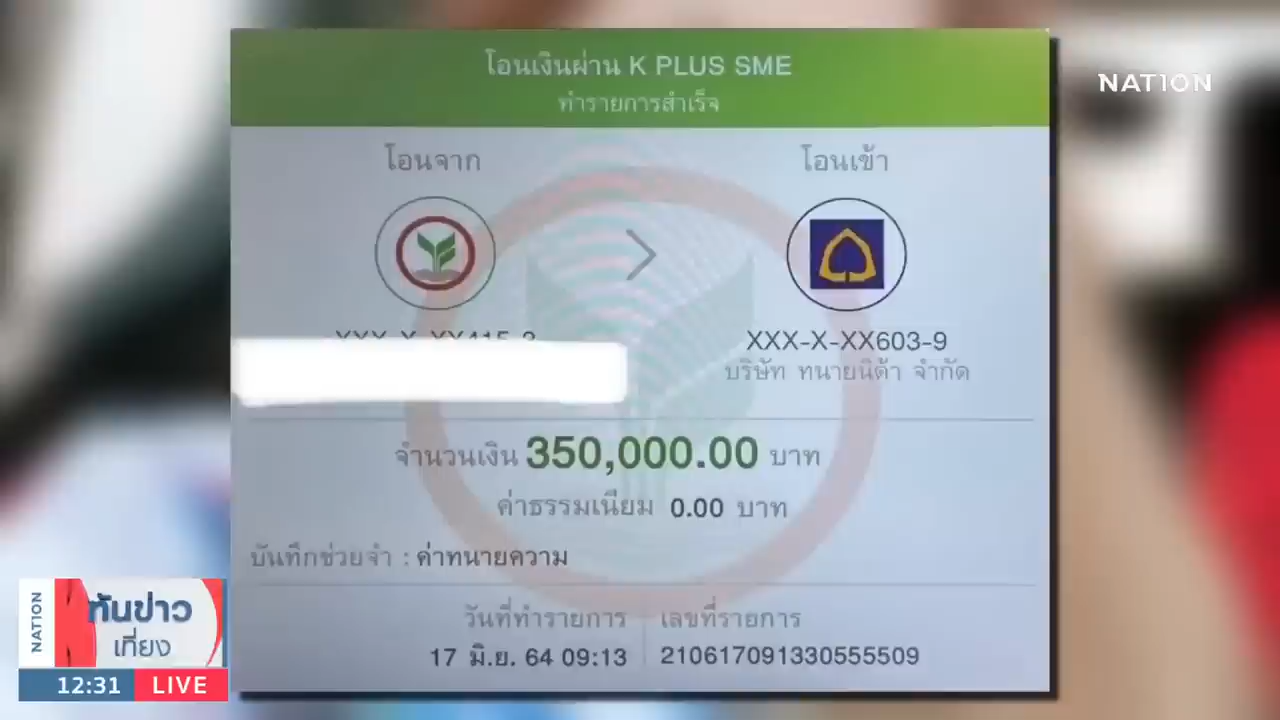 โอนเงินผ่าน K PLUS SME
ทำรายการสำเร็จ
NATION
โอนจาก
โอนเข้า
XXX-X-XX415-2
XXX-X-XX603-9
บริษัท ทนายนิด้า จำกัด
จำนวนเงิน 350,000.00 บาท
ค่าธรรมเนียม 0.00 บาท
บันทึกช่วยจำ : ค่าทนายความ
วันที่ทำรายการ
เลขที่รายการ
17 มิ.ย. 64 09:13
210617091330555509
NATION
ทันข่าว
เที่ยง
12:31
LIVE